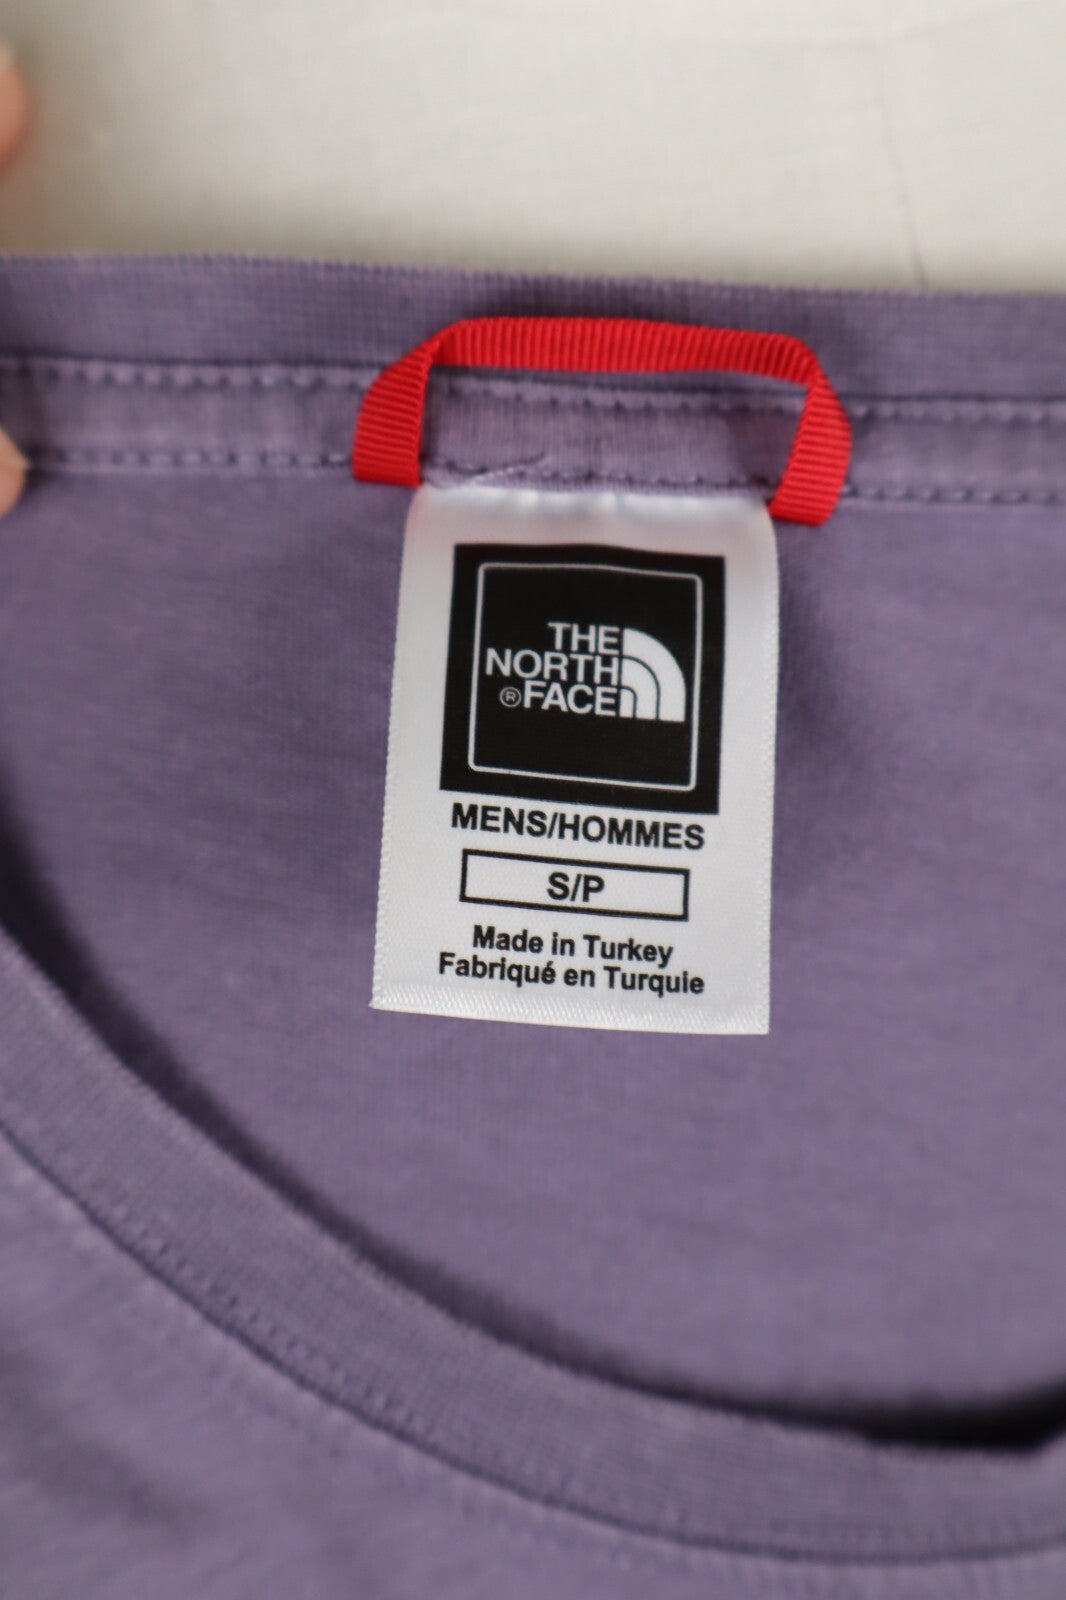 THE
NORTH
®FACE
MENS/HOMMES
S/P
Made in Turkey
Fabriqué en Turquie